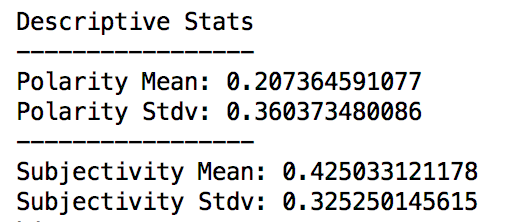 Descriptive Stats
-----------------
Polarity Mean: 0.207364591077
Polarity Stdv: 0.360373480086
-----------------
Subjectivity Mean: 0.425033121178
Subjectivity Stdv: 0.325250145615